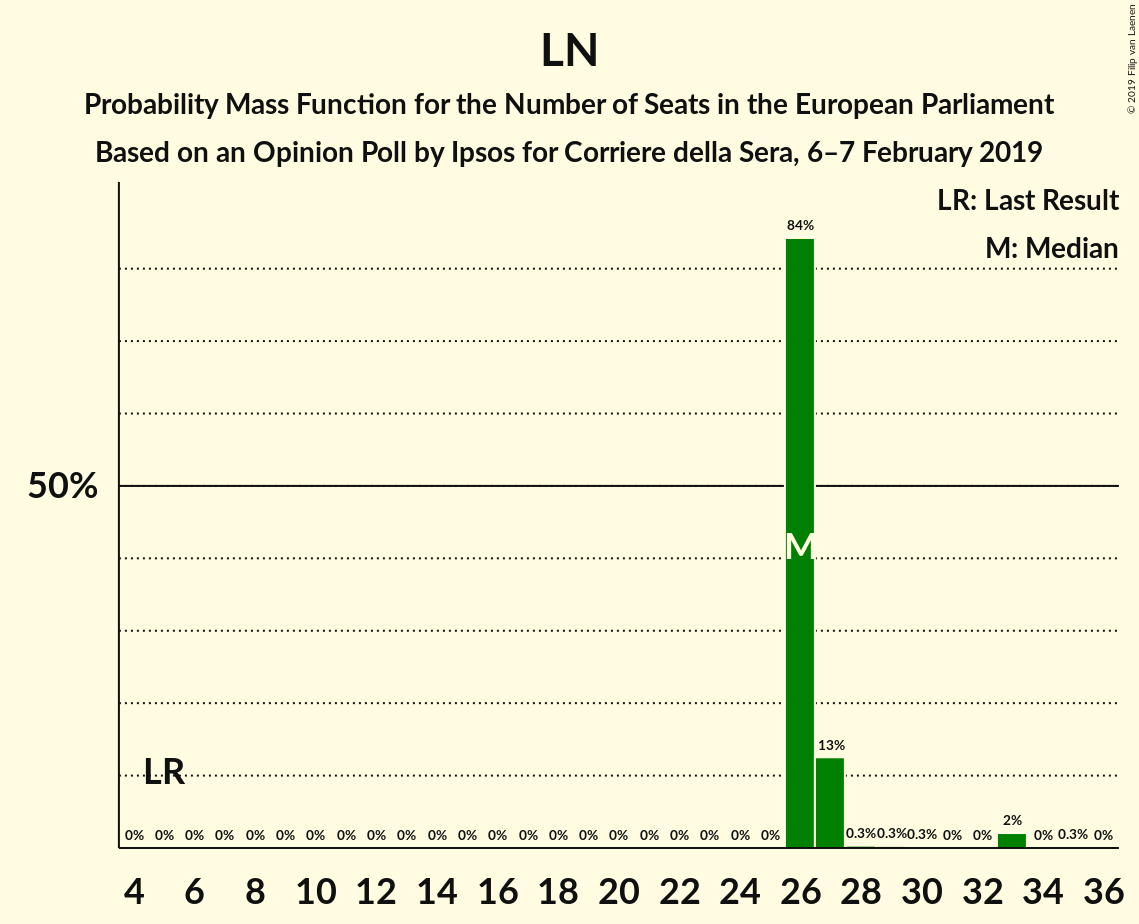 LN
Probability Mass Function for the Number of Seats in the European Parliament
Based on an Opinion Poll by Ipsos for Corriere della Sera, 6–7 February 2019
© 2019 Filip van Laenen
LR: Last Result
M: Median
84%
50%
M
13%
LR
0% 0% 0% 0% 0% 0% 0% 0% 0% 0% 0% 0% 0% 0% 0% 0% 0% 0% 0% 0% 0% 0% 0.3% 0.3% 0.3% 0% 0% 2% 0% 0.3% 0%
4 6 8 10 12 14 16 18 20 22 24 26 28 30 32 34 36